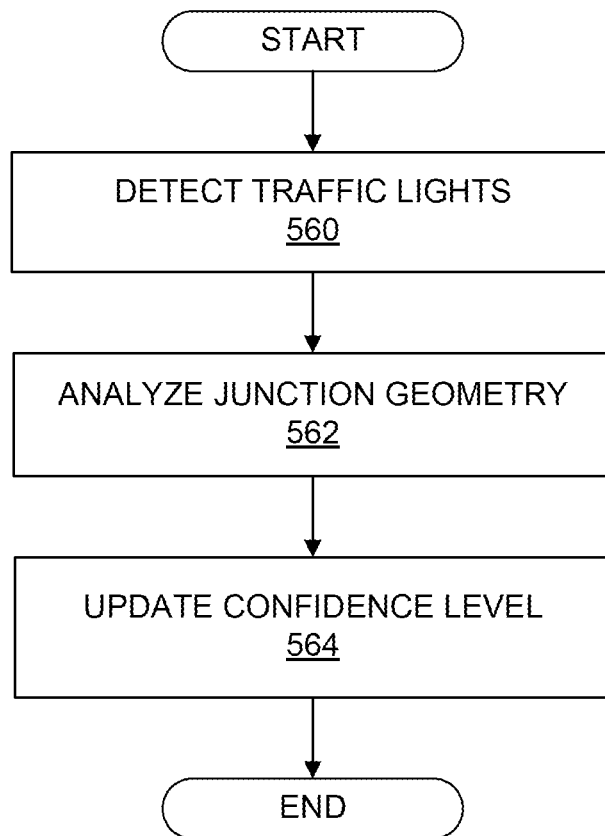 START
DETECT TRAFFIC LIGHTS
560
ANALYZE JUNCTION GEOMETRY
562
UPDATE CONFIDENCE LEVEL
564
END